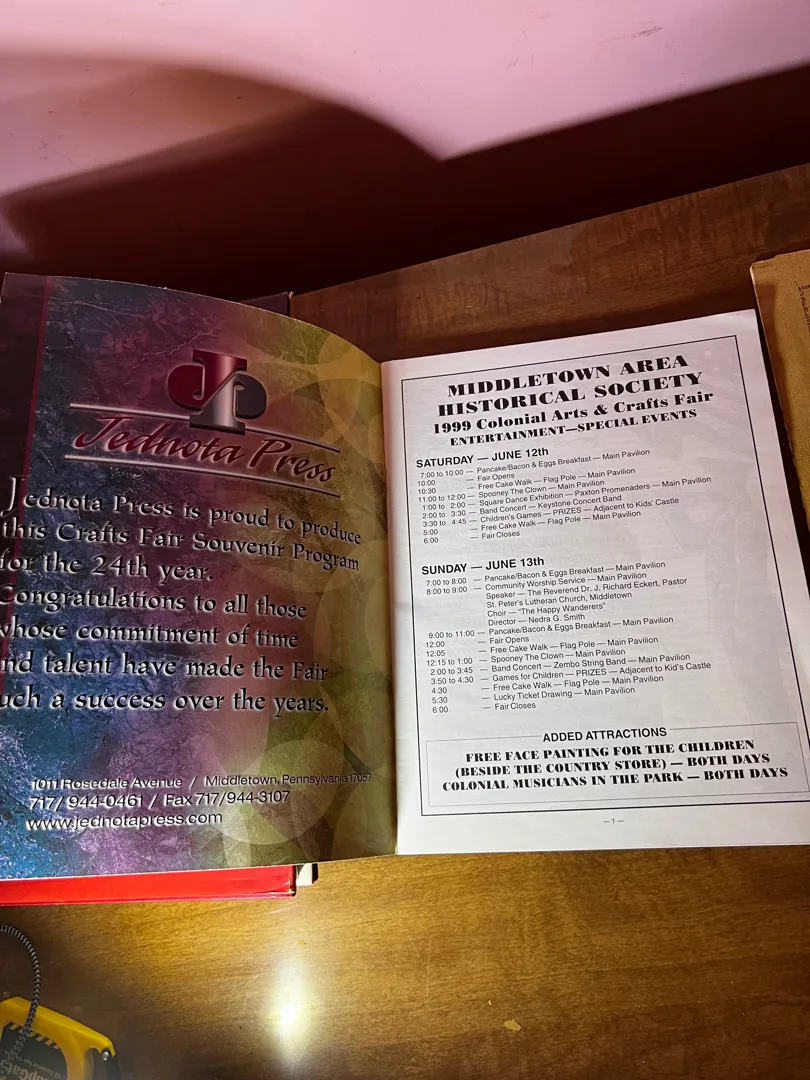 JP
Jednota Press
Jednota Press is proud to produce
this Crafts Fair Souvenir Program
for the 24th year.
Congratulations to all those
whose commitment of time
nd talent have made the Fair
uch a success over the years.
1011 Rosedale Avenue / Middletown, Pennsylvania 17057
717/ 944-0461 / Fax 717/944-3107
www.jednotapress.com
MIDDLETOWN AREA
HISTORICAL SOCIETY
1999 Colonial Arts & Crafts Fair
ENTERTAINMENT—SPECIAL EVENTS
SATURDAY — JUNE 12th
7:00 to 10:00 — Pancake/Bacon & Eggs Breakfast — Main Pavilion
10:00 — Fair Opens
10:30 — Free Cake Walk — Flag Pole — Main Pavilion
11:00 to 12:00 — Spooney The Clown — Main Pavilion
1:00 to 2:00 — Square Dance Exhibition — Paxton Promenaders — Main Pavilion
2:00 to 3:30 — Band Concert — Keystone Concert Band
3:30 to 4:45 — Children's Games — PRIZES — Adjacent to Kids' Castle
5:00 — Free Cake Walk — Flag Pole — Main Pavilion
6:00 — Fair Closes
SUNDAY — JUNE 13th
7:00 to 8:00 — Pancake/Bacon & Eggs Breakfast — Main Pavilion
8:00 to 9:00 — Community Worship Service — Main Pavilion
Speaker — The Reverend Dr. J. Richard Eckert, Pastor
St. Peter's Lutheran Church, Middletown
Choir — "The Happy Wanderers"
Director — Nedra G. Smith
9:00 to 11:00 — Pancake/Bacon & Eggs Breakfast — Main Pavilion
12:00 — Fair Opens
12:05 — Free Cake Walk — Flag Pole — Main Pavilion
12:15 to 1:00 — Spooney The Clown — Main Pavilion
2:00 to 3:45 — Band Concert — Zembo String Band — Main Pavilion
3:50 to 4:30 — Games for Children — PRIZES — Adjacent to Kid's Castle
4:30 — Free Cake Walk — Flag Pole — Main Pavilion
5:30 — Lucky Ticket Drawing — Main Pavilion
6:00 — Fair Closes
ADDED ATTRACTIONS
FREE FACE PAINTING FOR THE CHILDREN
(BESIDE THE COUNTRY STORE) — BOTH DAYS
COLONIAL MUSICIANS IN THE PARK — BOTH DAYS
—1—